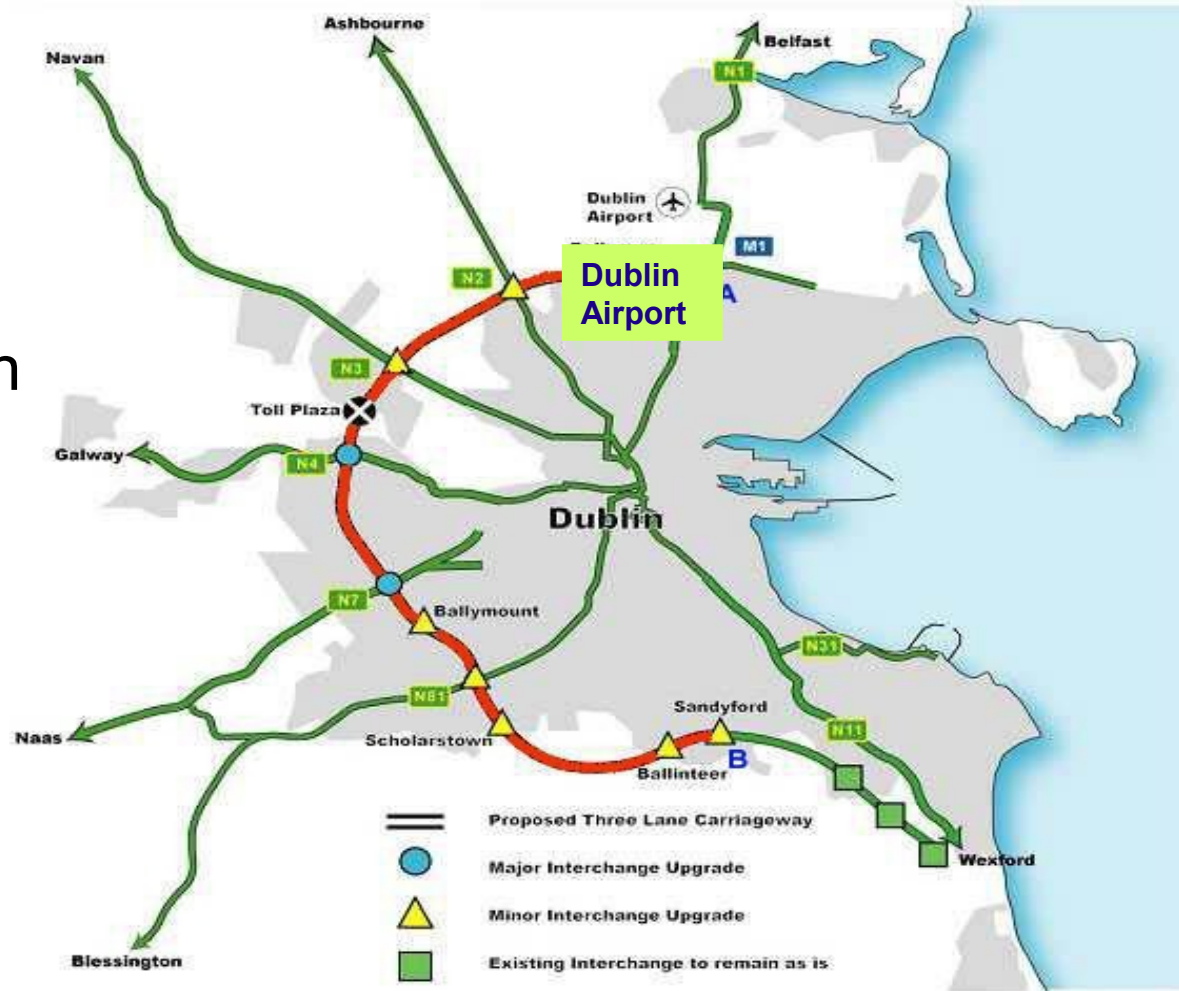 Ashbourne
Navan
Belfast
N1
Dublin
Airport
M1
N2
Dublin
Airport
A
n
N3
Toll Plaza
Galway
N4
Dublin
N7
Ballymount
N31
N81
Sandyford
Naas
Scholarstown
N11
B
Ballinteer
Proposed Three Lane Carriageway
Wexford
Major Interchange Upgrade
Minor Interchange Upgrade
Blessington
Existing Interchange to remain as is